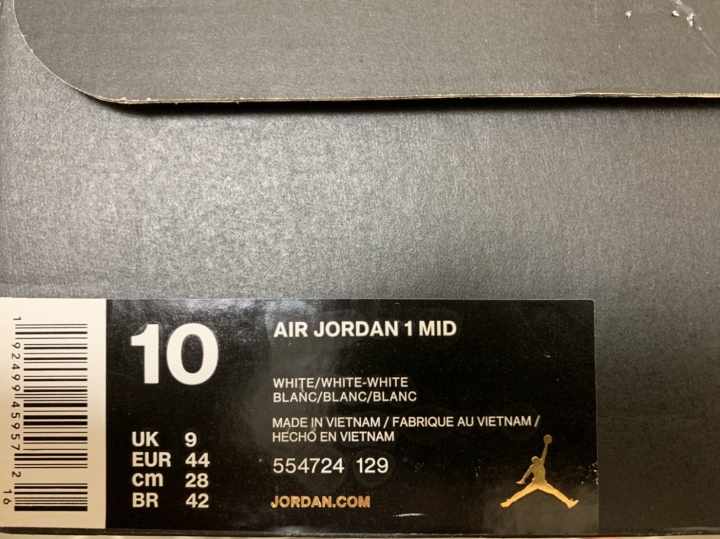 1 92499 45957 2
16
10
UK 9
EUR 44
cm 28
BR 42
AIR JORDAN 1 MID
WHITE/WHITE-WHITE
BLANC/BLANC/BLANC
MADE IN VIETNAM / FABRIQUE AU VIETNAM /
HECHO EN VIETNAM
554724 129
JORDAN.COM